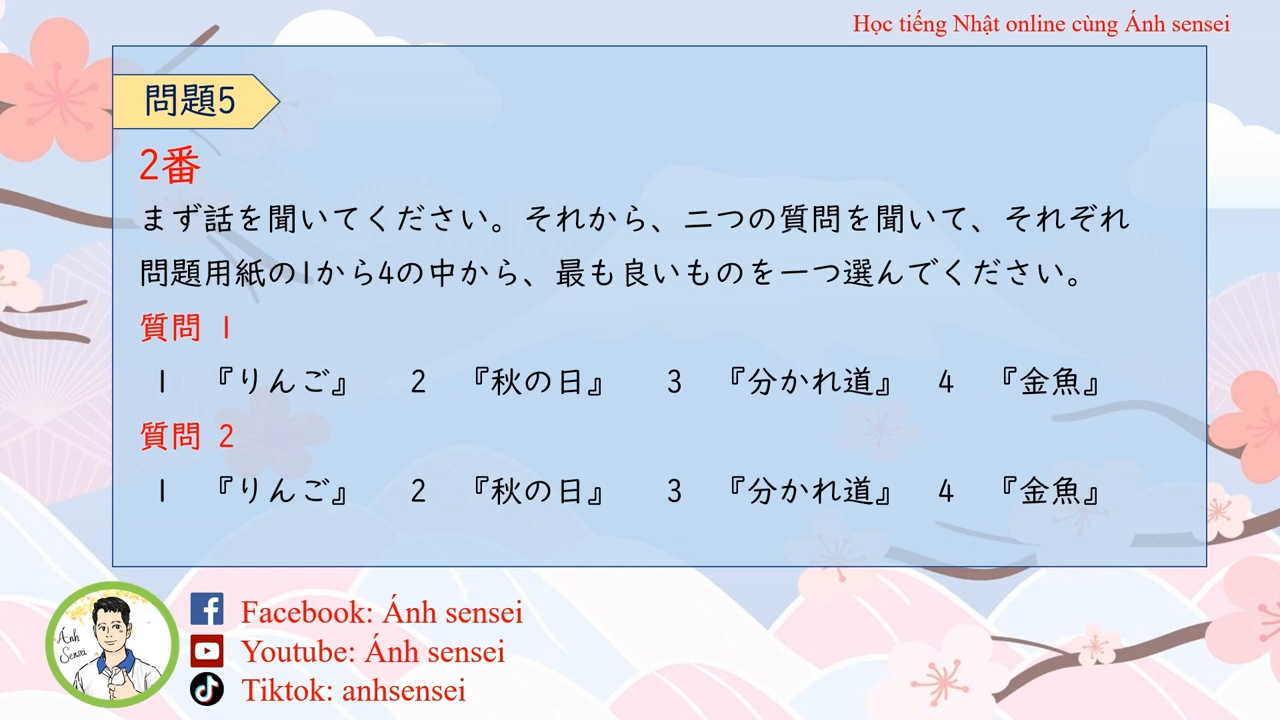 Học tiếng Nhật online cùng Ánh sensei
問題5
2番
まず話を聞いてください。それから、二つの質問を聞いて、それぞれ
問題用紙の1から4の中から、最も良いものを一つ選んでください。
質問 1
1 『りんご』 2 『秋の日』 3 『分かれ道』 4 『金魚』
質問 2
1 『りんご』 2 『秋の日』 3 『分かれ道』 4 『金魚』
Ánh
Sensei
Facebook: Ánh sensei
Youtube: Ánh sensei
Tiktok: anhsensei